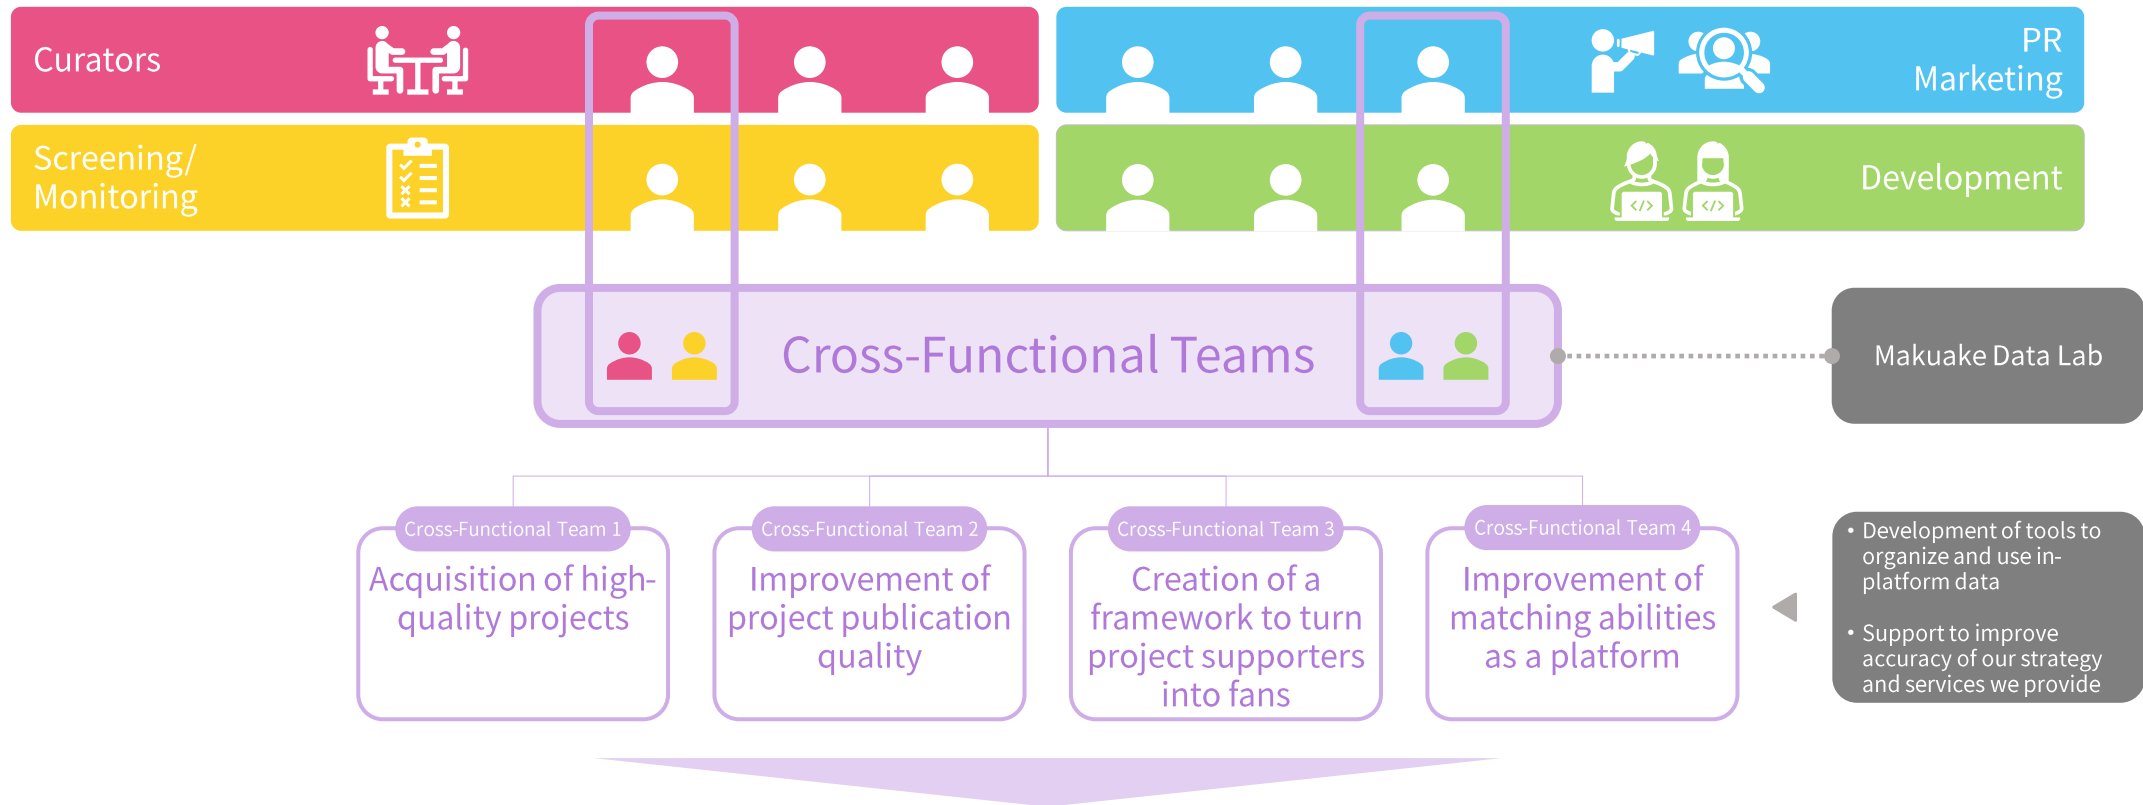 Curators
PR
Marketing
Screening/
Monitoring
Development
Cross-Functional Teams
Makuake Data Lab
Cross-Functional Team 1
Acquisition of high-
quality projects
Cross-Functional Team 2
Improvement of
project publication
quality
Cross-Functional Team 3
Creation of a
framework to turn
project supporters
into fans
Cross-Functional Team 4
Improvement of
matching abilities
as a platform
• Development of tools to
organize and use in-
platform data
• Support to improve
accuracy of our strategy
and services we provide